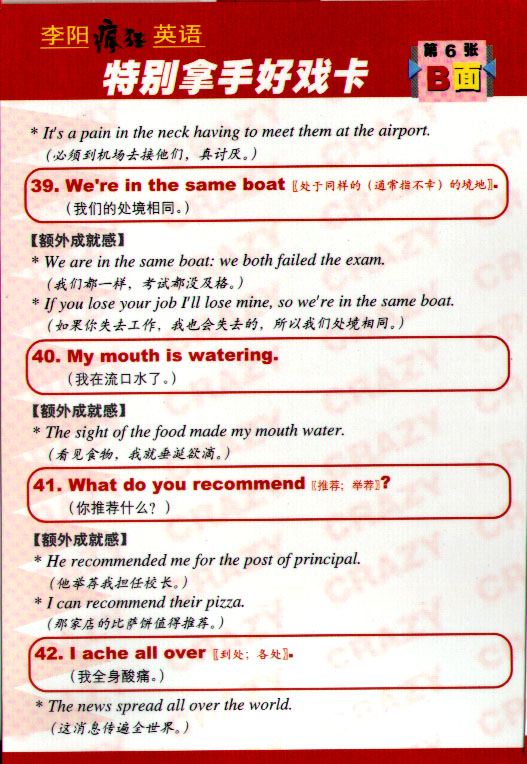 李阳疯狂英语
特别拿手好戏卡
第6张
B面
* It's a pain in the neck having to meet them at the airport.
（必须到机场去接他们，真讨厌。）
39. We're in the same boat〖处于同样的（通常指不幸）的境地〗.
（我们的处境相同。）
【额外成就感】
* We are in the same boat: we both failed the exam.
（我们都一样，考试都没及格。）
* If you lose your job I'll lose mine, so we're in the same boat.
（如果你失去工作，我也会失去的，所以我们处境相同。）
40. My mouth is watering.
（我在流口水了。）
【额外成就感】
* The sight of the food made my mouth water.
（看见食物，我就垂涎欲滴。）
41. What do you recommend〖推荐；举荐〗?
（你推荐什么？）
【额外成就感】
* He recommended me for the post of principal.
（他举荐我担任校长。）
* I can recommend their pizza.
（那家店的比萨饼值得推荐。）
42. I ache all over〖到处；各处〗.
（我全身酸痛。）
* The news spread all over the world.
（这消息传遍全世界。）
CRAZY